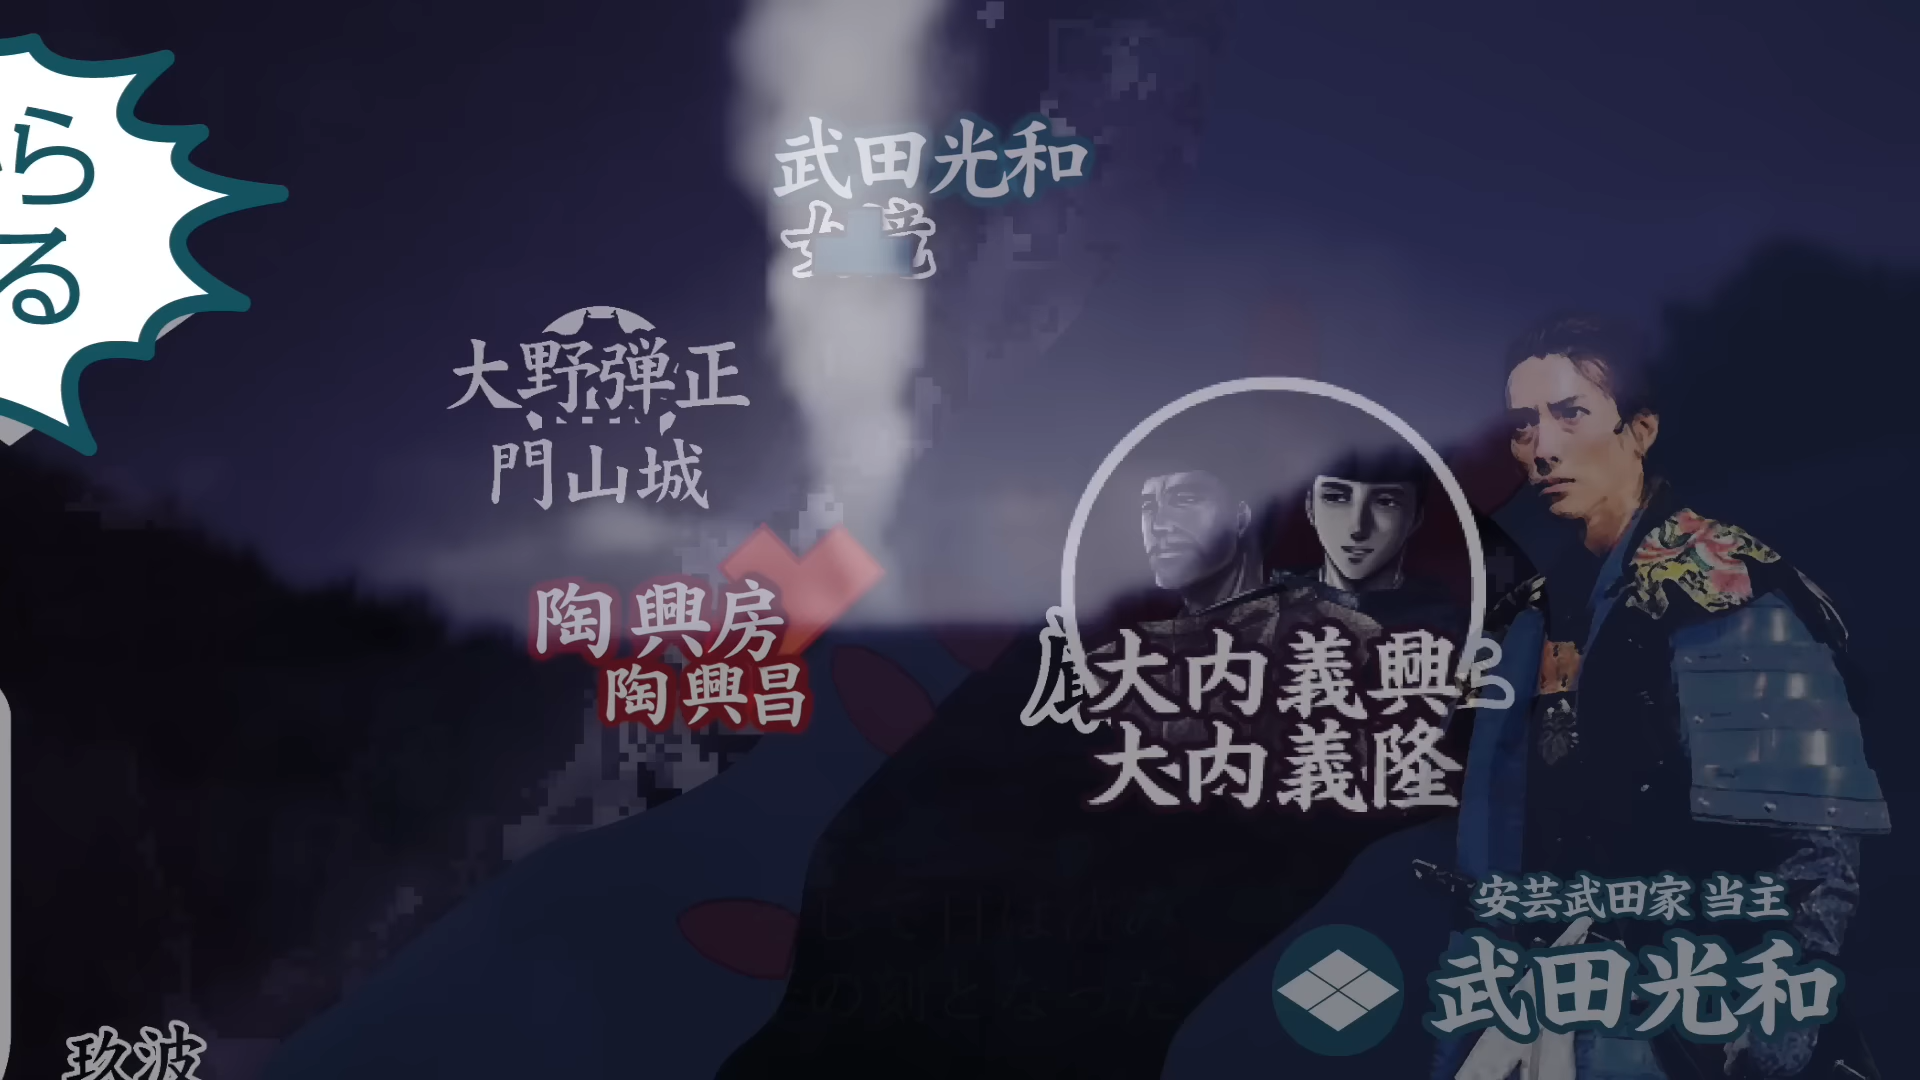 ら
る
武田光和
大野弾正
門山城
陶興房
陶興昌
大内義興
大内義隆
安芸武田家 当主
武田光和
玖波